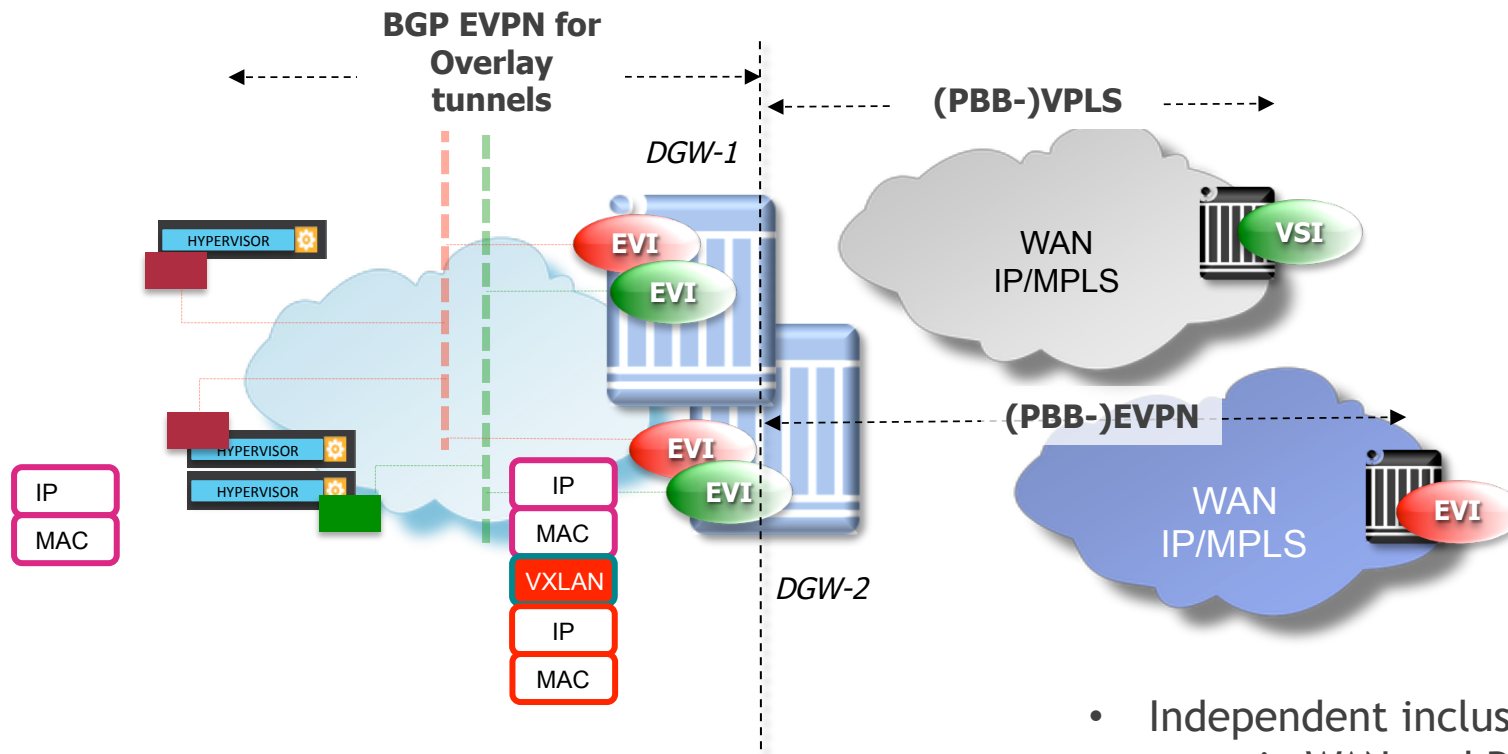 BGP EVPN for
Overlay
tunnels
(PBB-)VPLS
DGW-1
HYPERVISOR
EVI
EVI
WAN
IP/MPLS
VSI
(PBB-)EVPN
HYPERVISOR
HYPERVISOR
EVI
EVI
IP
MAC
IP
MAC
VXLAN
IP
MAC
DGW-2
WAN
IP/MPLS
EVI
• Independent